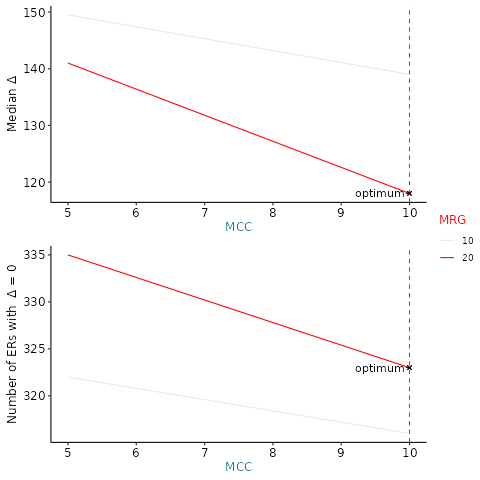 150
140
130
120
Median Δ
optimum
5 6 7 8 9 10
MCC
MRG
10
20
335
330
325
320
Number of ERs with Δ = 0
optimum
5 6 7 8 9 10
MCC